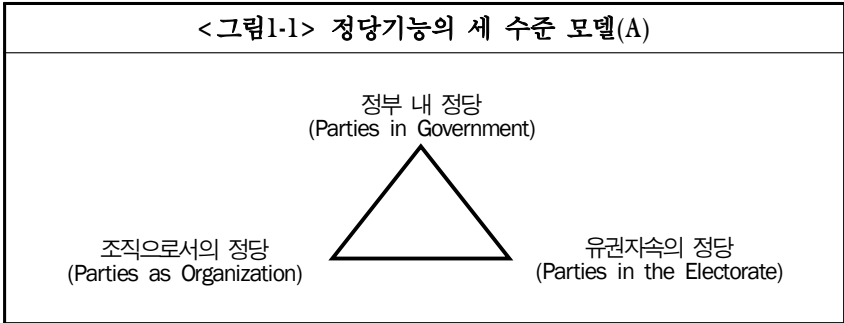 <그림1-1> 정당기능의 세 수준 모델(A)
정부 내 정당
(Parties in Government)
조직으로서의 정당
(Parties as Organization)
유권자속의 정당
(Parties in the Electorate)